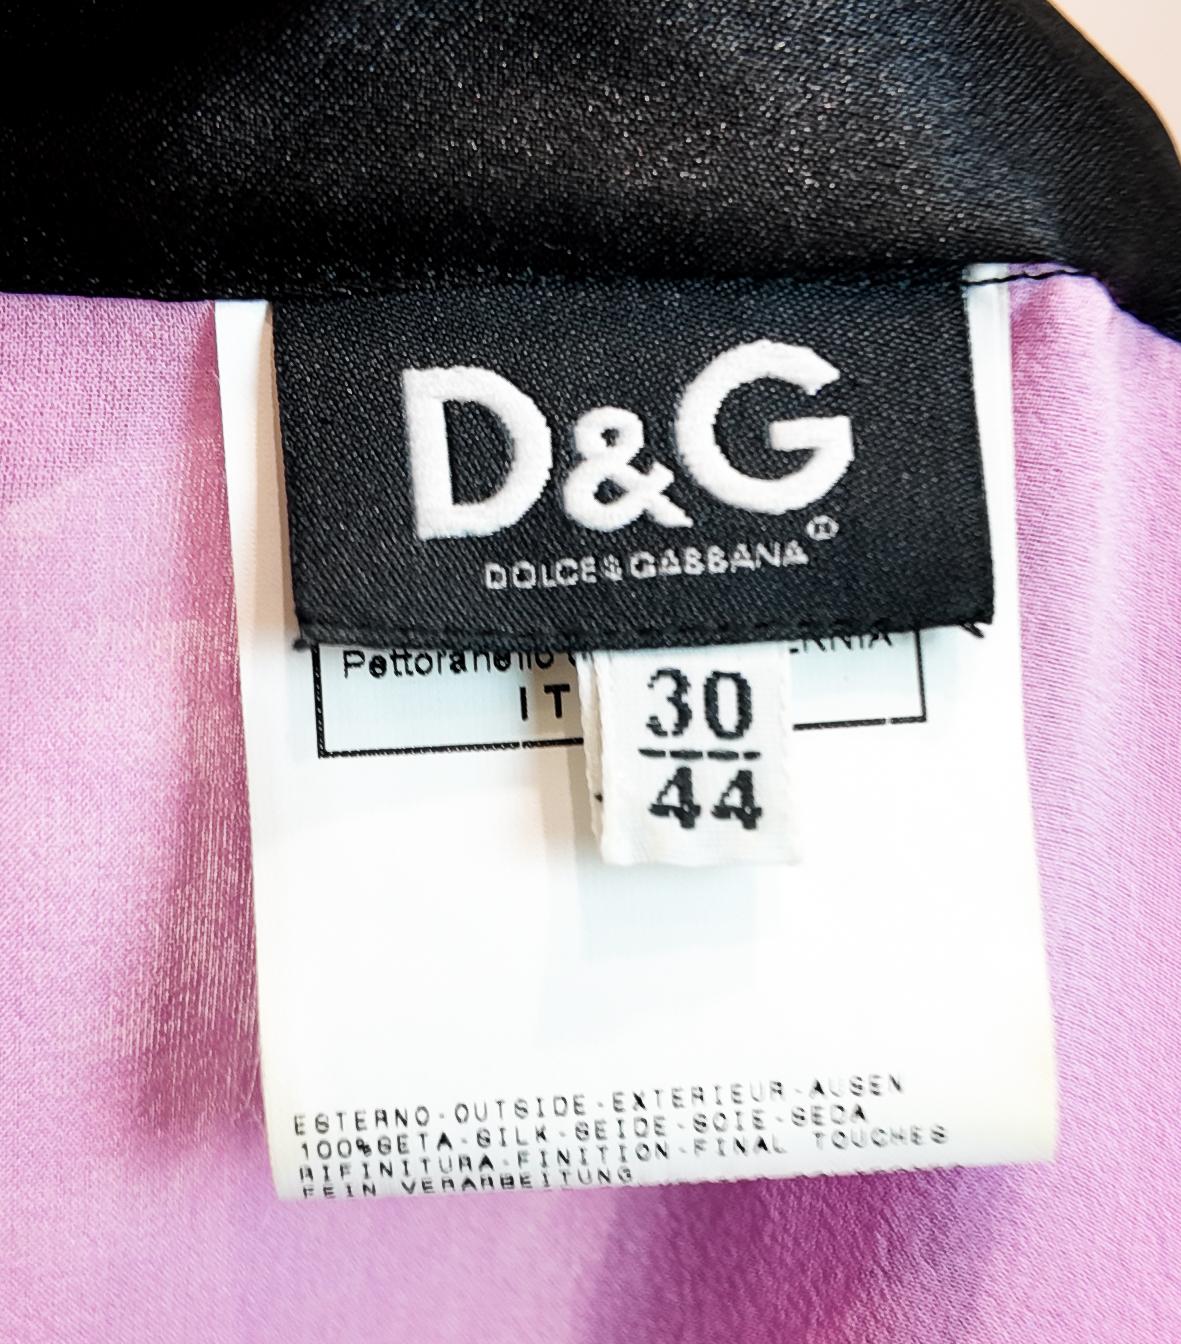 D&G
®
DOLCE&GABBANA
Pettoranello
IT
30
44
ESTERNO-OUTSIDE-EXTERIEUR-AUSEN
100%SETA-SILK-SEIDE-SOIE-SEDA
RIFINITURA-FINITION-FINAL TOUCHES
FEIN VERARBEITUNG